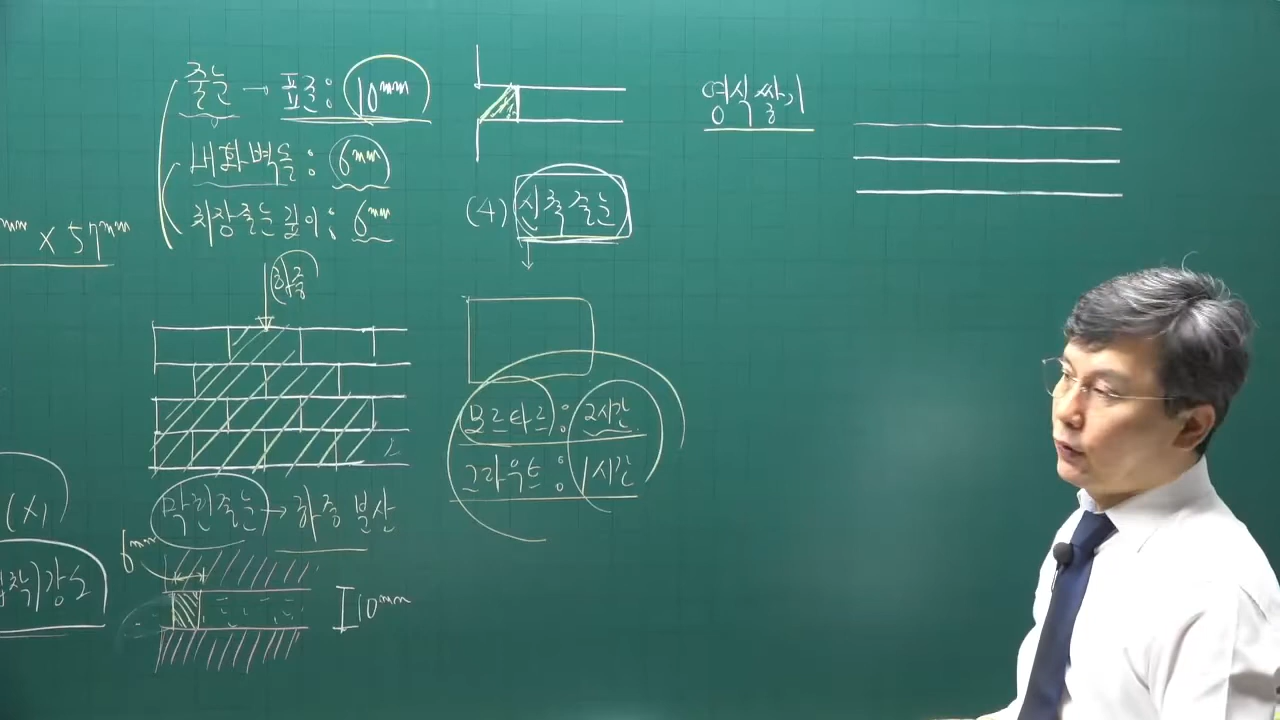 줄눈 → 표준: 10mm
내화벽돌: 6mm
치장줄눈 깊이: 6mm
mm x 57mm
하중
막힌줄눈 → 하중 분산
6mm
10mm
(x)
강도
(4) 신축줄눈
모르타르: 2시간
그라우트: 1시간
영식쌓기